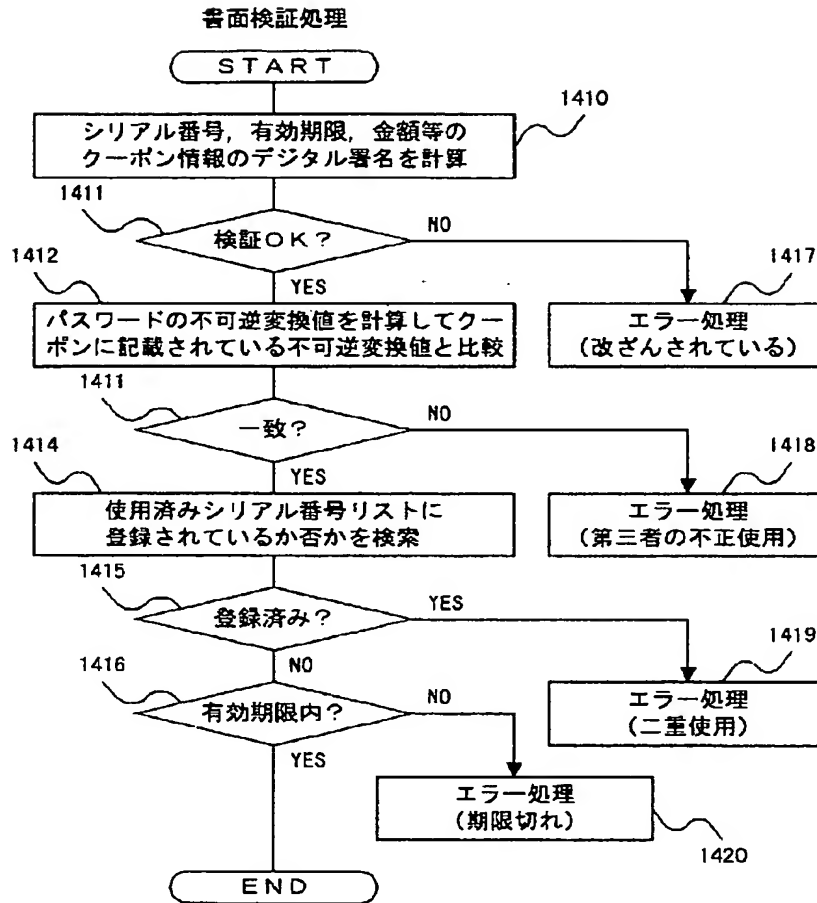 書面検証処理
START
1410
シリアル番号，有効期限，金額等の
クーポン情報のデジタル署名を計算
1411
検証OK？
NO
YES
1412
パスワードの不可逆変換値を計算してクー
ポンに記載されている不可逆変換値と比較
1417
エラー処理
(改ざんされている)
1411
一致？
NO
YES
1414
使用済みシリアル番号リストに
登録されているか否かを検索
1418
エラー処理
(第三者の不正使用)
1415
登録済み？
YES
NO
1419
エラー処理
(二重使用)
1416
有効期限内？
NO
YES
エラー処理
(期限切れ)
1420
END